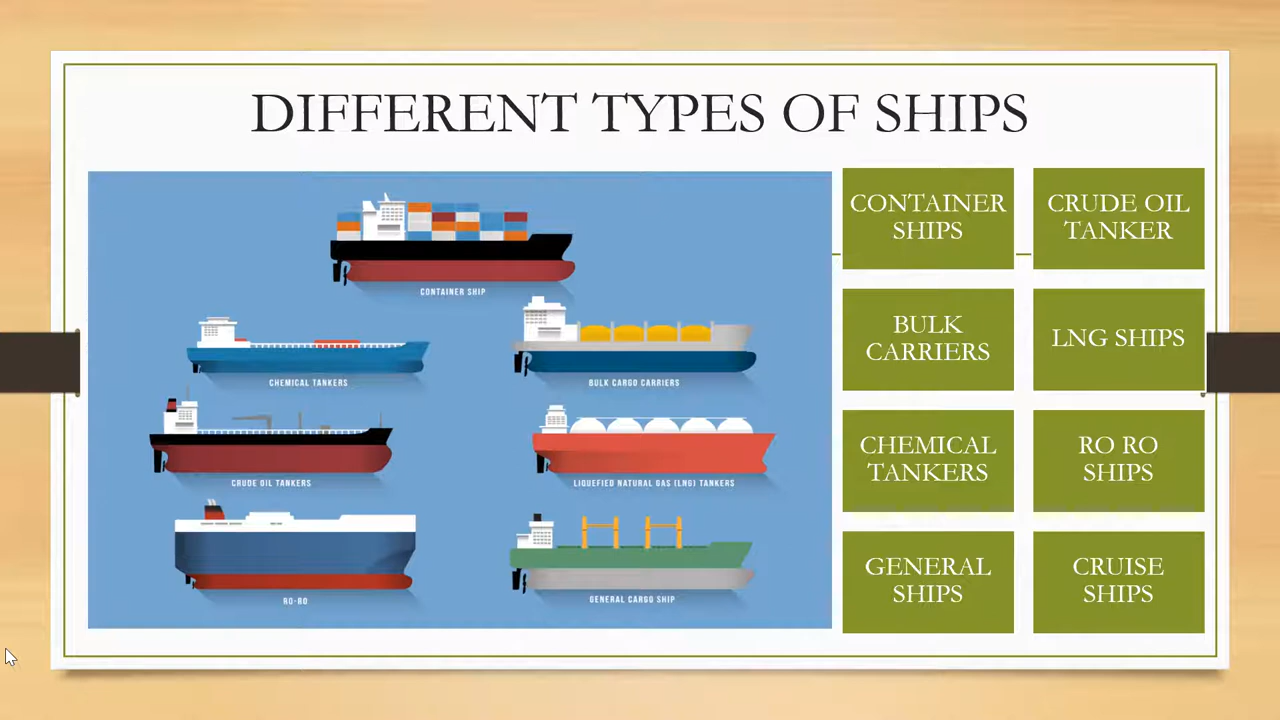 DIFFERENT TYPES OF SHIPS
CONTAINER SHIP
CHEMICAL TANKERS
BULK CARGO CARRIERS
CRUDE OIL TANKERS
LIQUEFIED NATURAL GAS (LNG) TANKERS
RO-RO
GENERAL CARGO SHIP
CONTAINER
SHIPS
CRUDE OIL
TANKER
BULK
CARRIERS
LNG SHIPS
CHEMICAL
TANKERS
RO RO
SHIPS
GENERAL
SHIPS
CRUISE
SHIPS